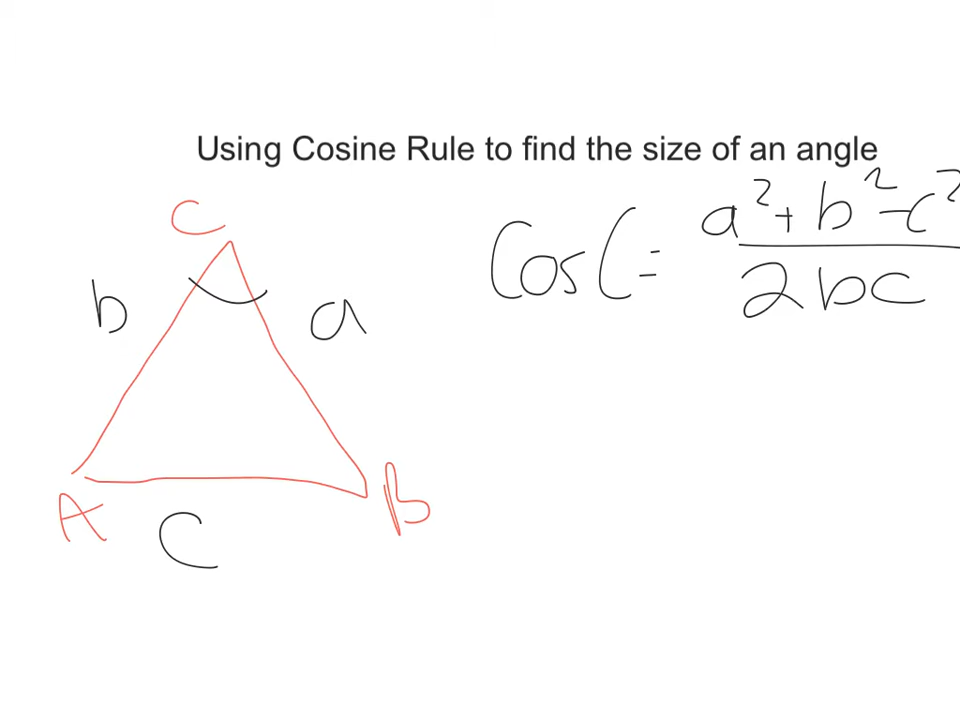 Using Cosine Rule to find the size of an angle
C
Cos C = a² + b² - c²
2bc
b
a
A
B
c